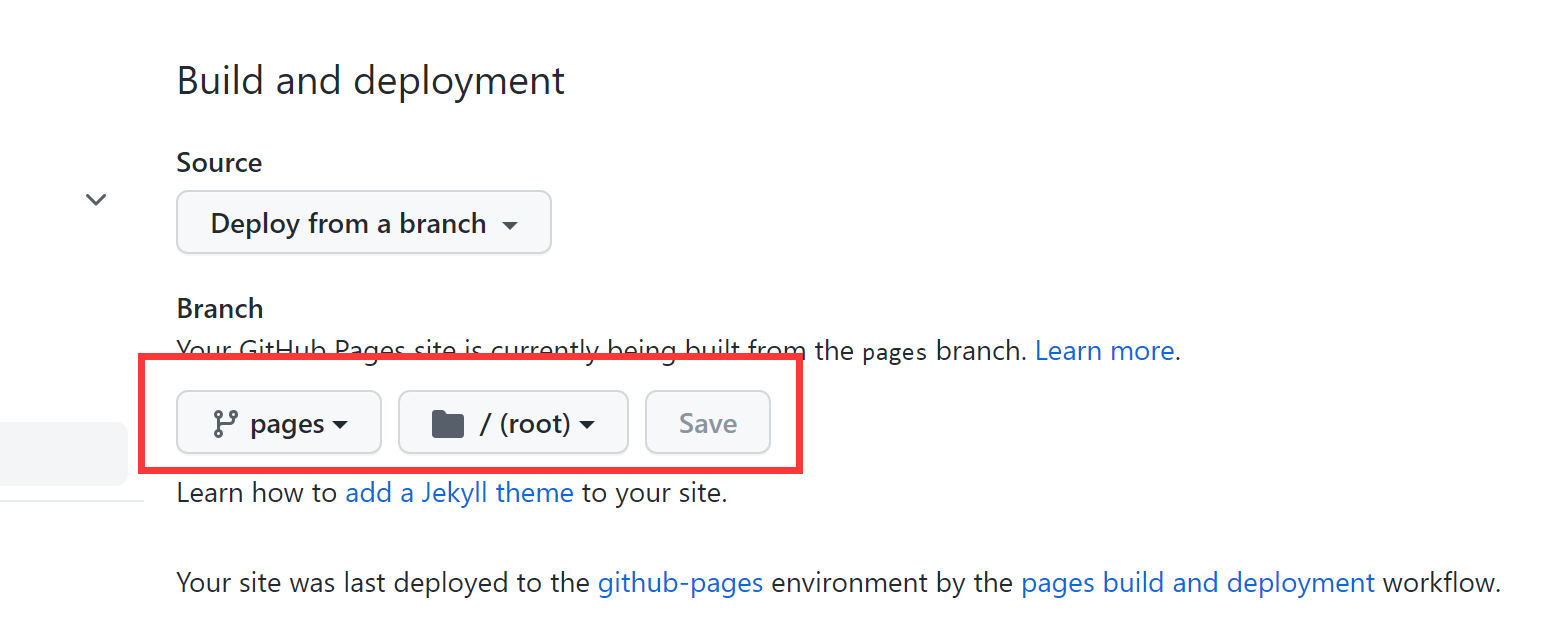 Build and deployment
Source
Deploy from a branch
Branch
Your GitHub Pages site is currently being built from the pages branch. Learn more.
pages / (root) Save
Learn how to add a Jekyll theme to your site.
Your site was last deployed to the github-pages environment by the pages build and deployment workflow.